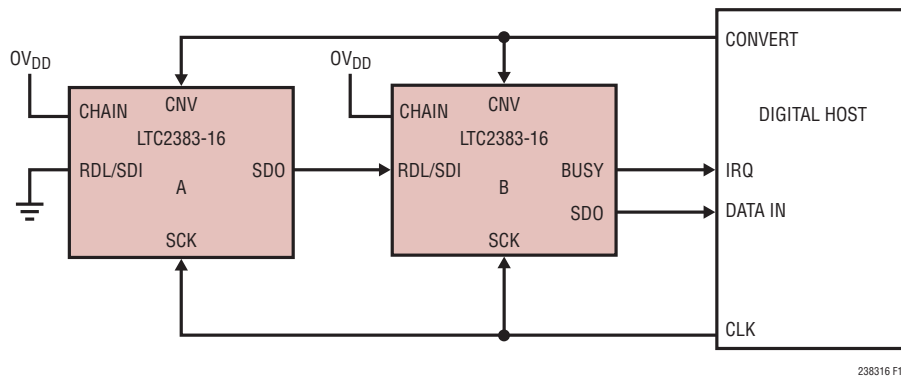 CONVERT
OVDD
OVDD
CHAIN
CNV
LTC2383-16
RDL/SDI
SDO
A
SCK
CHAIN
CNV
LTC2383-16
RDL/SDI
BUSY
B
SDO
SCK
DIGITAL HOST
IRQ
DATA IN
CLK
238316 F1